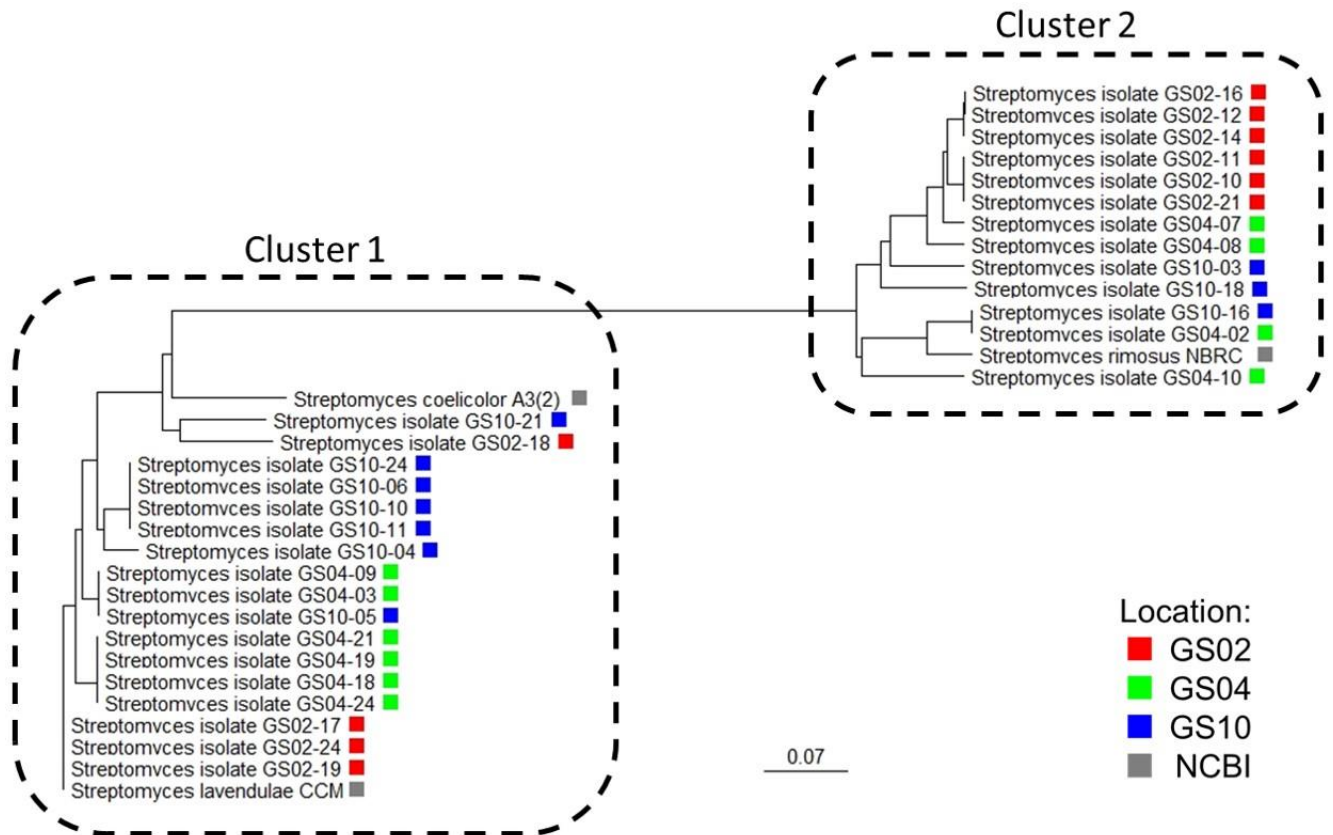 Cluster 2
Streptomyces isolate GS02-16
Streptomyces isolate GS02-12
Streptomyces isolate GS02-14
Streptomyces isolate GS02-11
Streptomyces isolate GS02-10
Streptomyces isolate GS02-21
Streptomyces isolate GS04-07
Streptomyces isolate GS04-08
Streptomyces isolate GS10-03
Streptomyces isolate GS10-18
Streptomyces isolate GS10-16
Streptomyces isolate GS04-02
Streptomyces rimosus NBRC
Streptomyces isolate GS04-10
Cluster 1
Streptomyces coelicolor A3(2)
Streptomyces isolate GS10-21
Streptomyces isolate GS02-18
Streptomyces isolate GS10-24
Streptomyces isolate GS10-06
Streptomyces isolate GS10-10
Streptomyces isolate GS10-11
Streptomyces isolate GS10-04
Streptomyces isolate GS04-09
Streptomyces isolate GS04-03
Streptomyces isolate GS10-05
Streptomyces isolate GS04-21
Streptomyces isolate GS04-19
Streptomyces isolate GS04-18
Streptomyces isolate GS04-24
Streptomyces isolate GS02-17
Streptomyces isolate GS02-24
Streptomyces isolate GS02-19
Streptomyces lavendulae CCM
0.07
Location:
GS02
GS04
GS10
NCBI